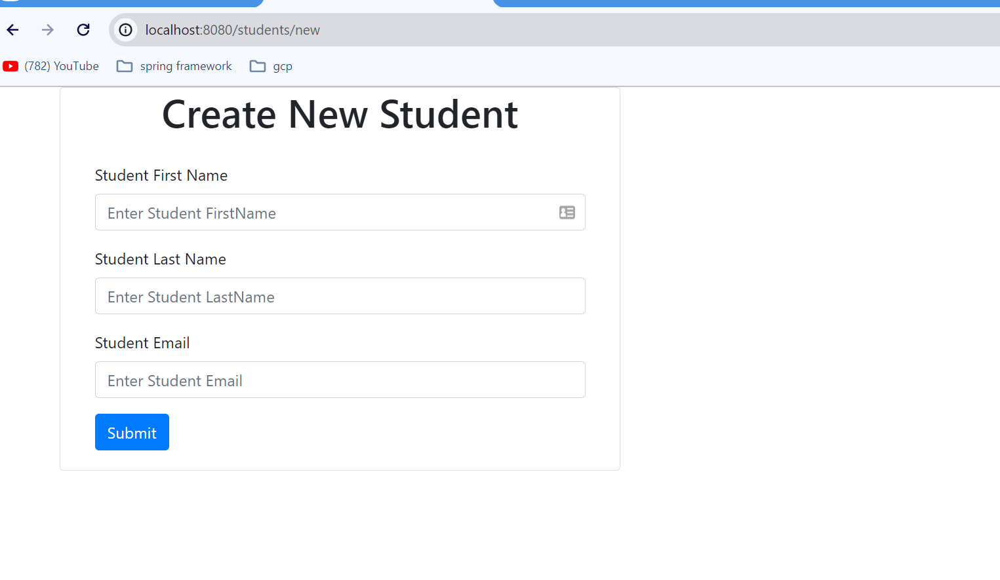 localhost:8080/students/new
(782) YouTube spring framework gcp
Create New Student
Student First Name
Enter Student FirstName
Student Last Name
Enter Student LastName
Student Email
Enter Student Email
Submit